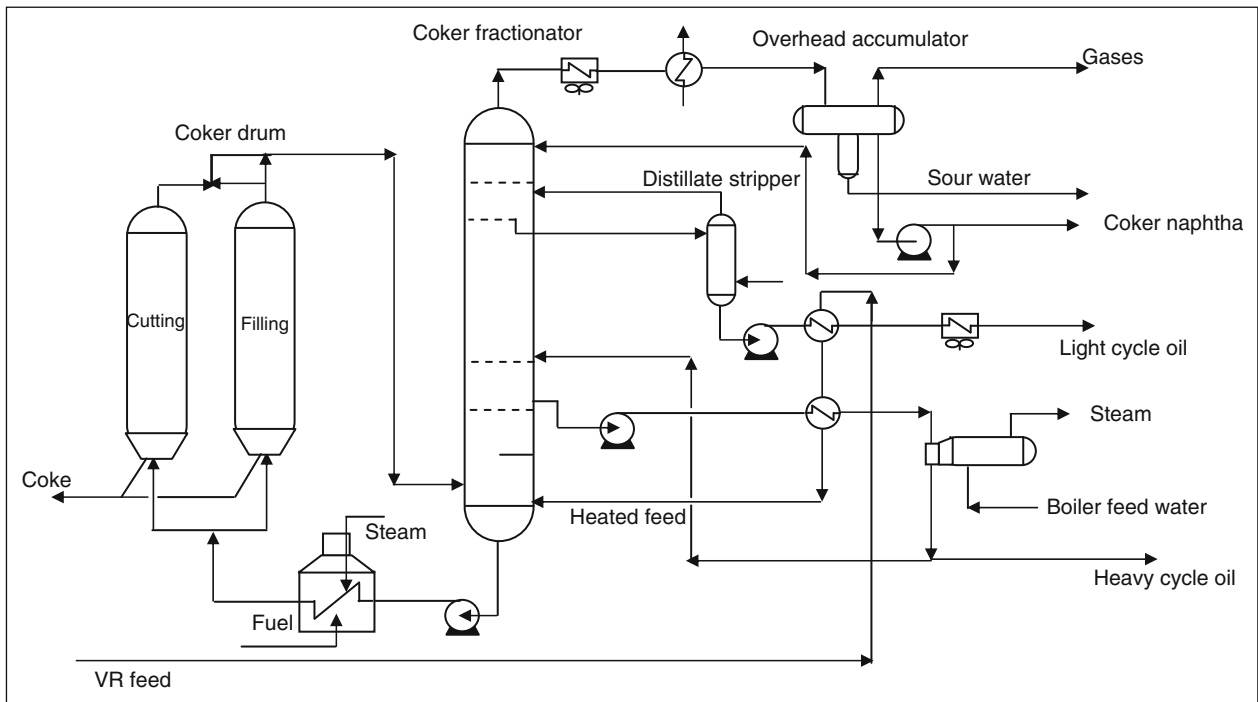 Coker fractionator
Overhead accumulator
Gases
Coker drum
Distillate stripper
Sour water
Coker naphtha
Cutting
Filling
Light cycle oil
Steam
Coke
Heated feed
Boiler feed water
Steam
Heavy cycle oil
Fuel
VR feed